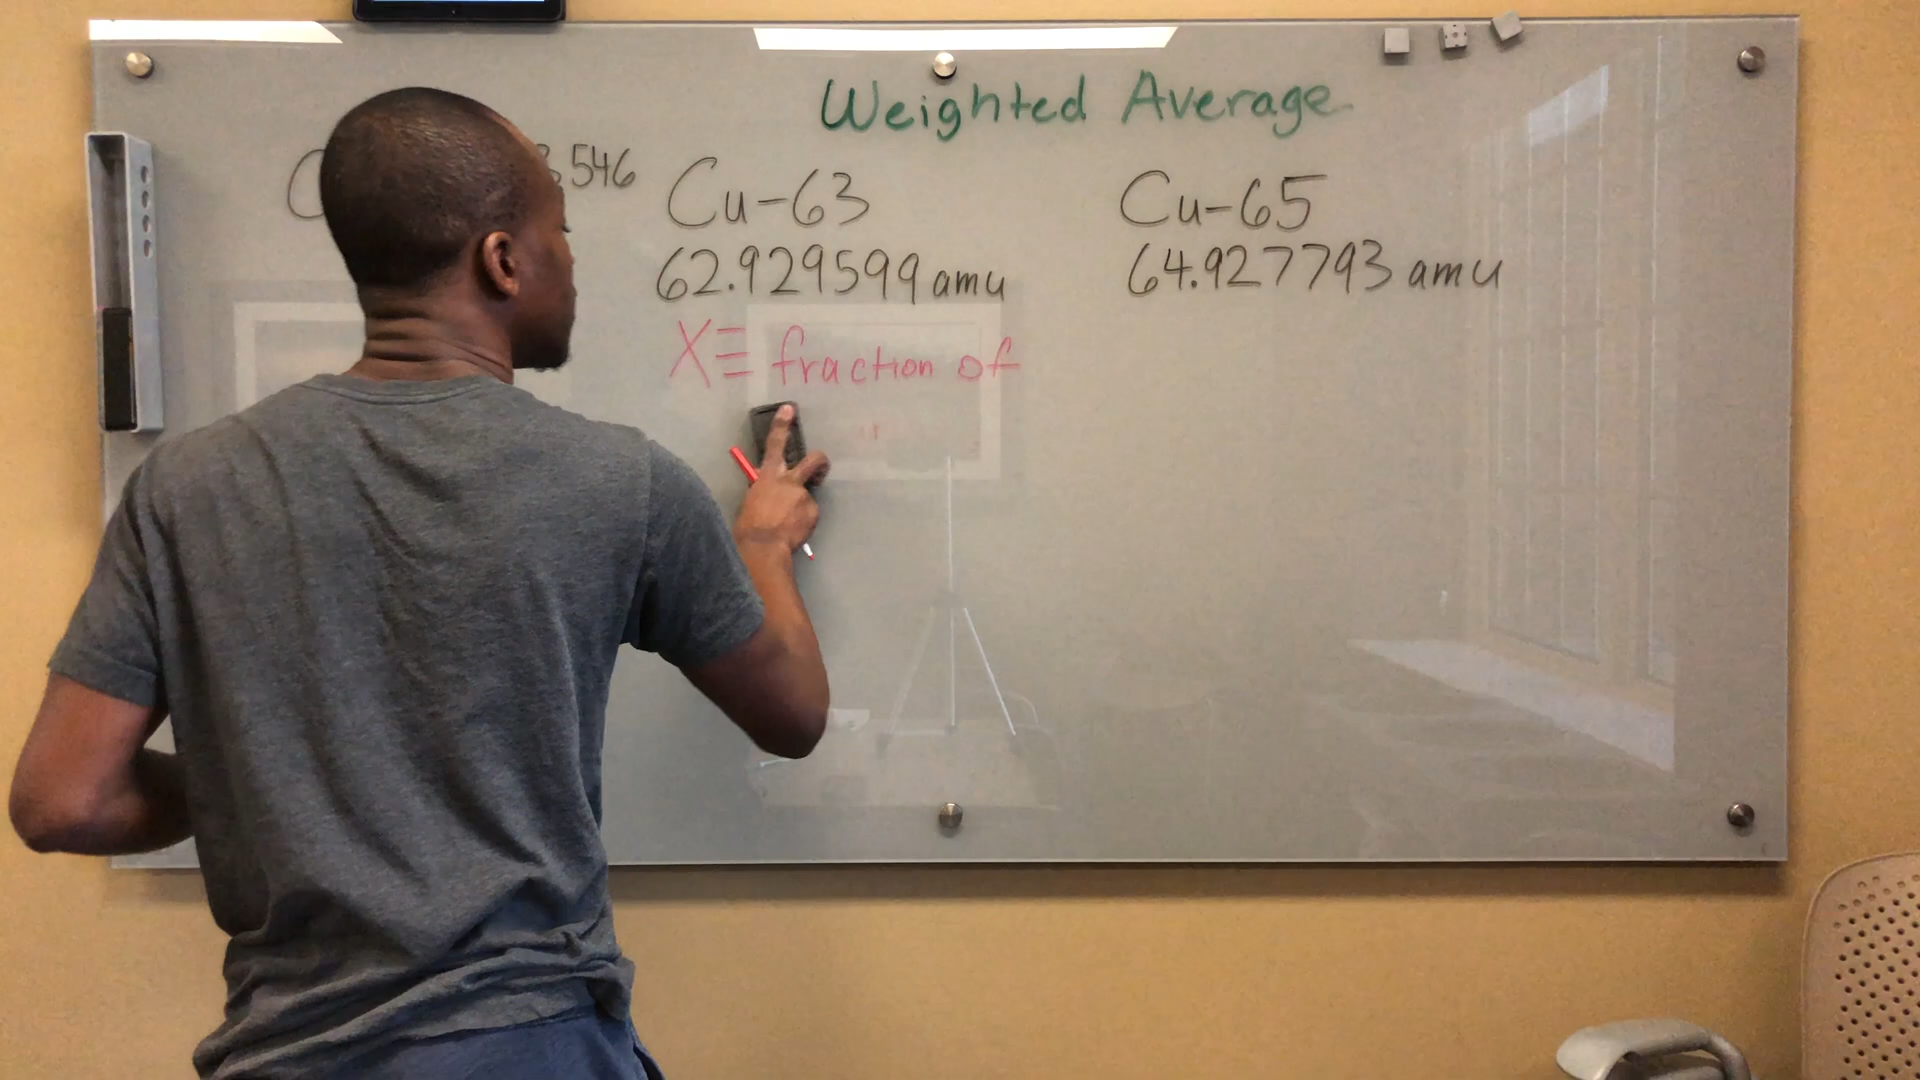 Weighted Average
546
Cu-63
62.929599 amu
X≡ fraction of
Cu-65
64.927793 amu